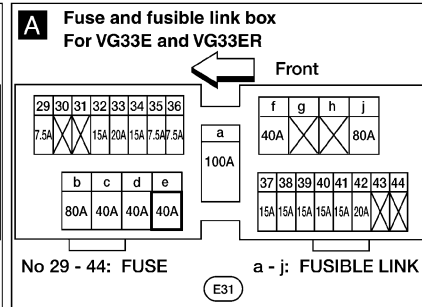 A
Fuse and fusible link box
For VG33E and VG33ER
Front
29 30 31 32 33 34 35 36
7.5A 15A 20A 15A 7.5A 7.5A
a
100A
f g h j
40A 80A
b c d e
80A 40A 40A 40A
37 38 39 40 41 42 43 44
15A 15A 15A 15A 15A 20A
No 29 - 44: FUSE
a - j: FUSIBLE LINK
E31